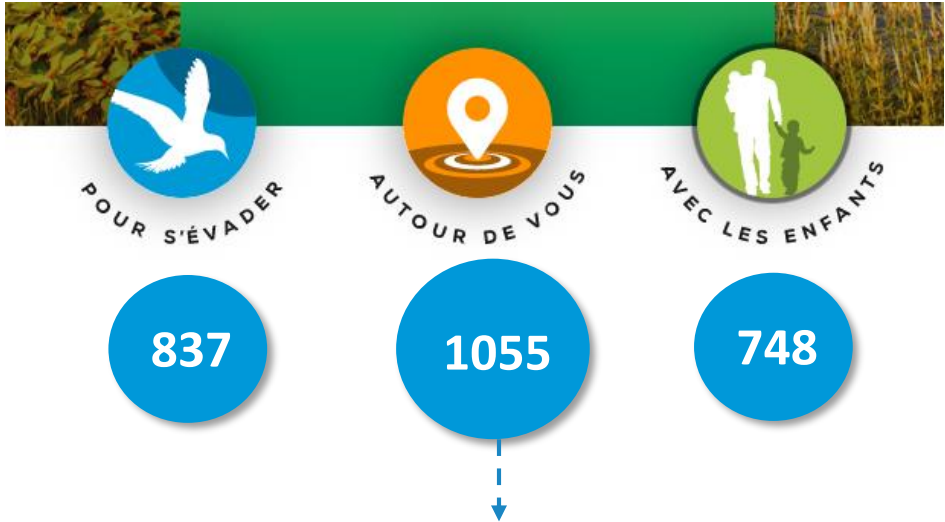 POUR S'ÉVADER
AUTOUR DE VOUS
AVEC LES ENFANTS
837
1055
748